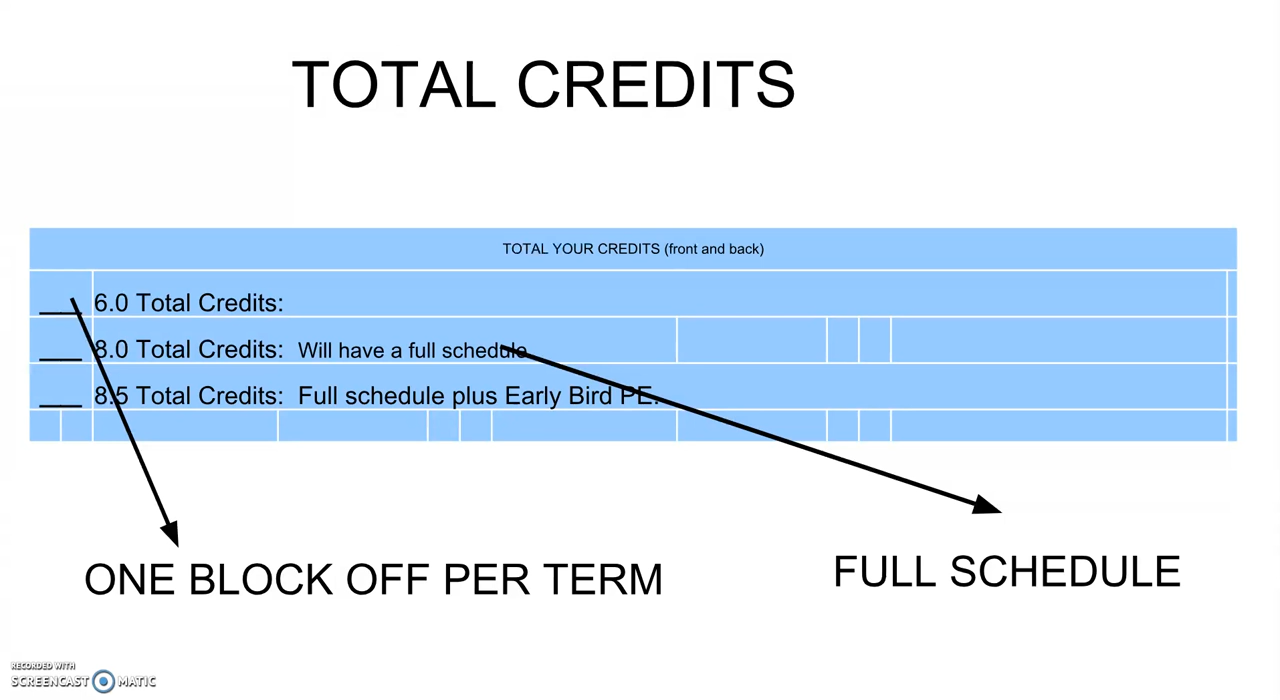 TOTAL CREDITS
TOTAL YOUR CREDITS (front and back)
___ 6.0 Total Credits:
___ 8.0 Total Credits: Will have a full schedule
___ 8.5 Total Credits: Full schedule plus Early Bird PE.
ONE BLOCK OFF PER TERM
FULL SCHEDULE
RECORDED WITH
SCREENCAST MATIC